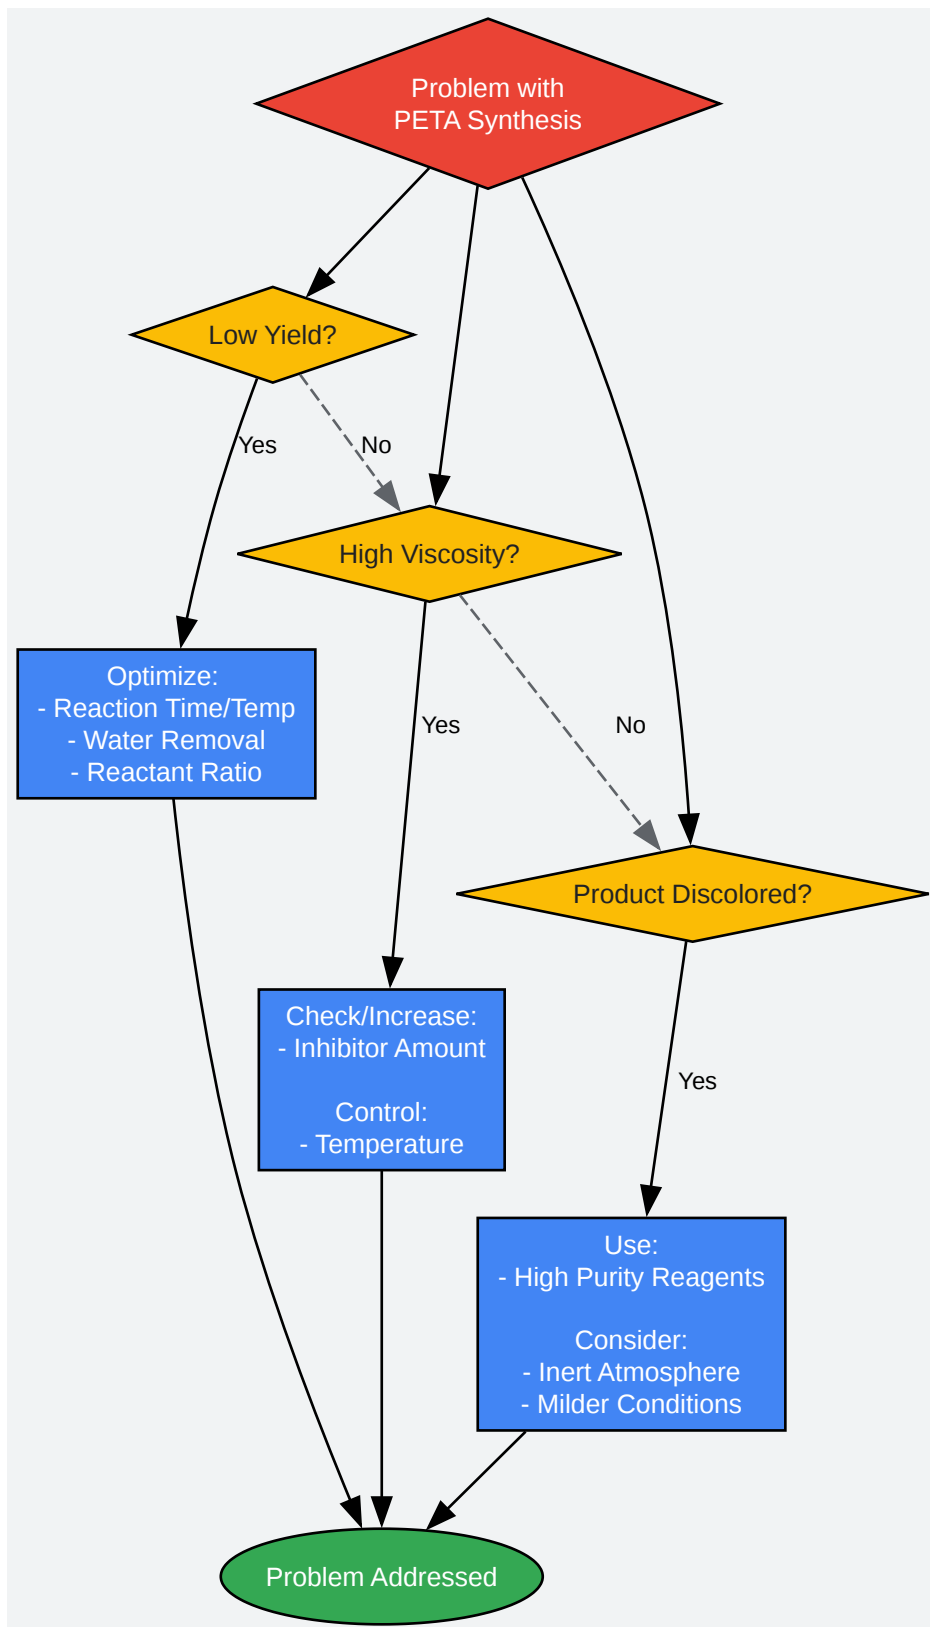 Problem with
PETA Synthesis
Low Yield?
Yes
No
High Viscosity?
Optimize:
- Reaction Time/Temp
- Water Removal
- Reactant Ratio
Yes
No
Product Discolored?
Check/Increase:
- Inhibitor Amount
Control:
- Temperature
Yes
Use:
- High Purity Reagents
Consider:
- Inert Atmosphere
- Milder Conditions
Problem Addressed